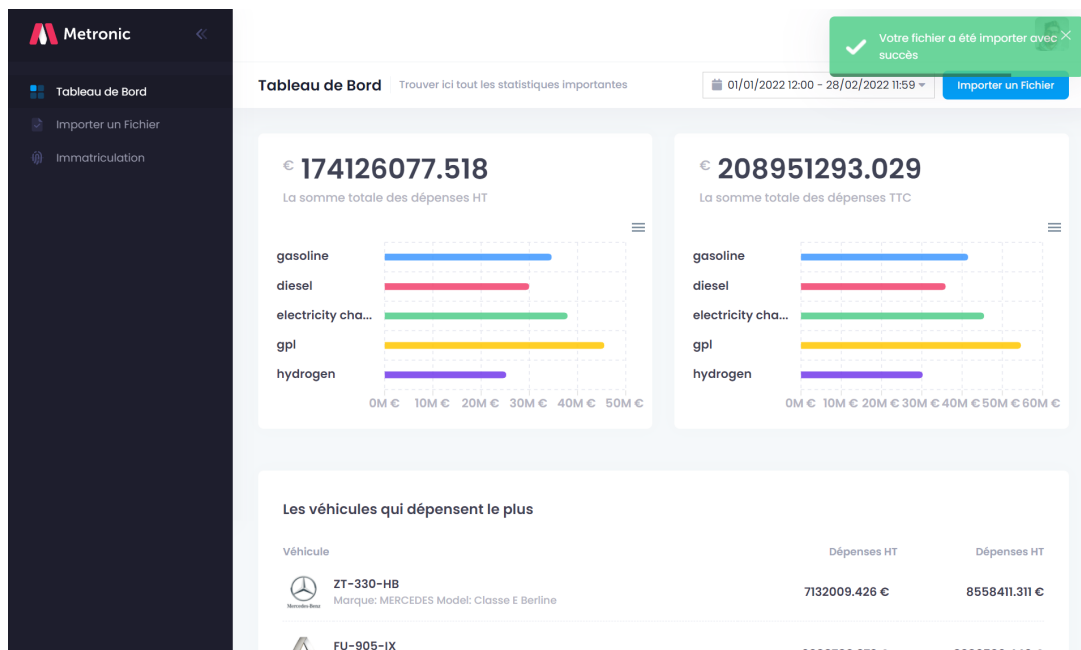 Metronic
Votre fichier a été importer avec
succès
Tableau de Bord
Importer un Fichier
Immatriculation
Tableau de Bord
Trouver ici tout les statistiques importantes
01/01/2022 12:00 - 28/02/2022 11:59
Importer un Fichier
€ 174126077.518
La somme totale des dépenses HT
gasoline
diesel
electricity cha...
gpl
hydrogen
0M € 10M € 20M € 30M € 40M € 50M €
€ 208951293.029
La somme totale des dépenses TTC
gasoline
diesel
electricity cha...
gpl
hydrogen
0M € 10M € 20M € 30M € 40M € 50M € 60M €
Les véhicules qui dépensent le plus
Véhicule Dépenses HT Dépenses HT
Mercedes-Benz
ZT-330-HB
Marque: MERCEDES Model: Classe E Berline
7132009.426 € 8558411.311 €
FU-905-IX